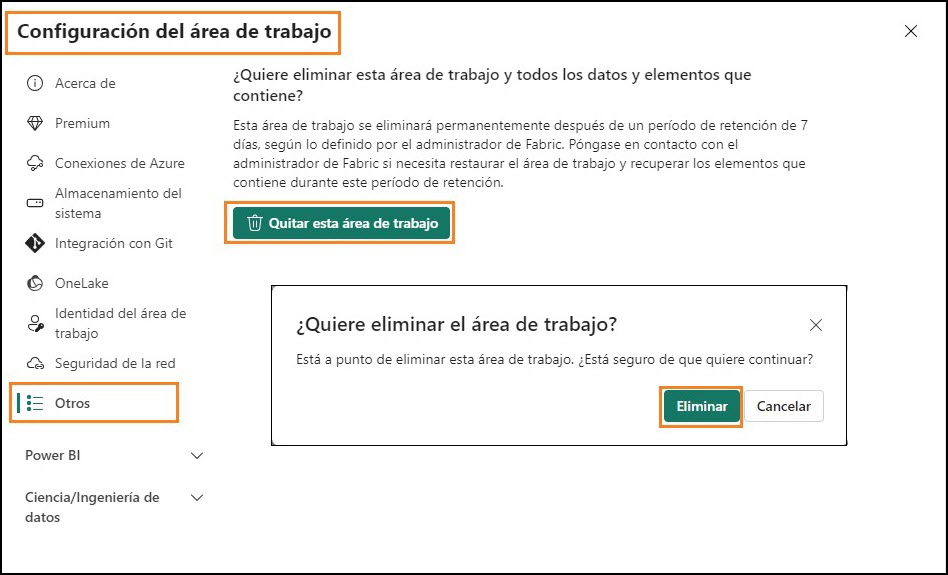 Configuración del área de trabajo
Acerca de
Premium
Conexiones de Azure
Almacenamiento del
sistema
Integración con Git
OneLake
Identidad del área de
trabajo
Seguridad de la red
Otros
Power BI
Ciencia/Ingeniería de
datos
¿Quiere eliminar esta área de trabajo y todos los datos y elementos que
contiene?
Esta área de trabajo se eliminará permanentemente después de un período de retención de 7
días, según lo definido por el administrador de Fabric. Póngase en contacto con el
administrador de Fabric si necesita restaurar el área de trabajo y recuperar los elementos que
contiene durante este período de retención.
Quitar esta área de trabajo
¿Quiere eliminar el área de trabajo?
Está a punto de eliminar esta área de trabajo. ¿Está seguro de que quiere continuar?
Eliminar
Cancelar